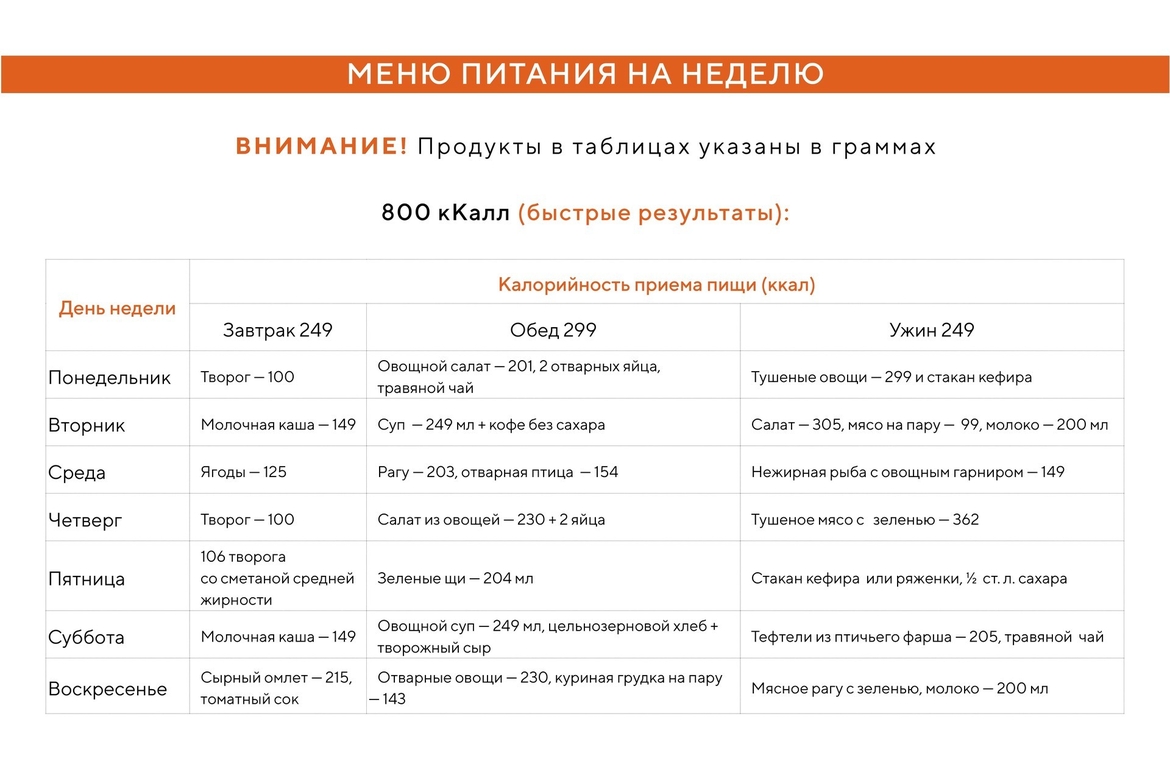 МЕНЮ ПИТАНИЯ НА НЕДЕЛЮ
ВНИМАНИЕ! Продукты в таблицах указаны в граммах
800 кКалл (быстрые результаты):
День недели
Калорийность приема пищи (ккал)
Завтрак 249
Обед 299
Ужин 249
Понедельник
Творог — 100
Овощной салат — 201, 2 отварных яйца,
травяной чай
Тушеные овощи — 299 и стакан кефира
Вторник
Молочная каша — 149
Суп — 249 мл + кофе без сахара
Салат — 305, мясо на пару — 99, молоко — 200 мл
Среда
Ягоды — 125
Рагу — 203, отварная птица — 154
Нежирная рыба с овощным гарниром — 149
Четверг
Творог — 100
Салат из овощей — 230 + 2 яйца
Тушеное мясо с зеленью — 362
Пятница
106 творога
со сметаной средней
жирности
Зеленые щи — 204 мл
Стакан кефира или ряженки, ½ ст. л. сахара
Суббота
Молочная каша — 149
Овощной суп — 249 мл, цельнозерновой хлеб +
творожный сыр
Тефтели из птичьего фарша — 205, травяной чай
Воскресенье
Сырный омлет — 215,
томатный сок
Отварные овощи — 230, куриная грудка на пару
— 143
Мясное рагу с зеленью, молоко — 200 мл